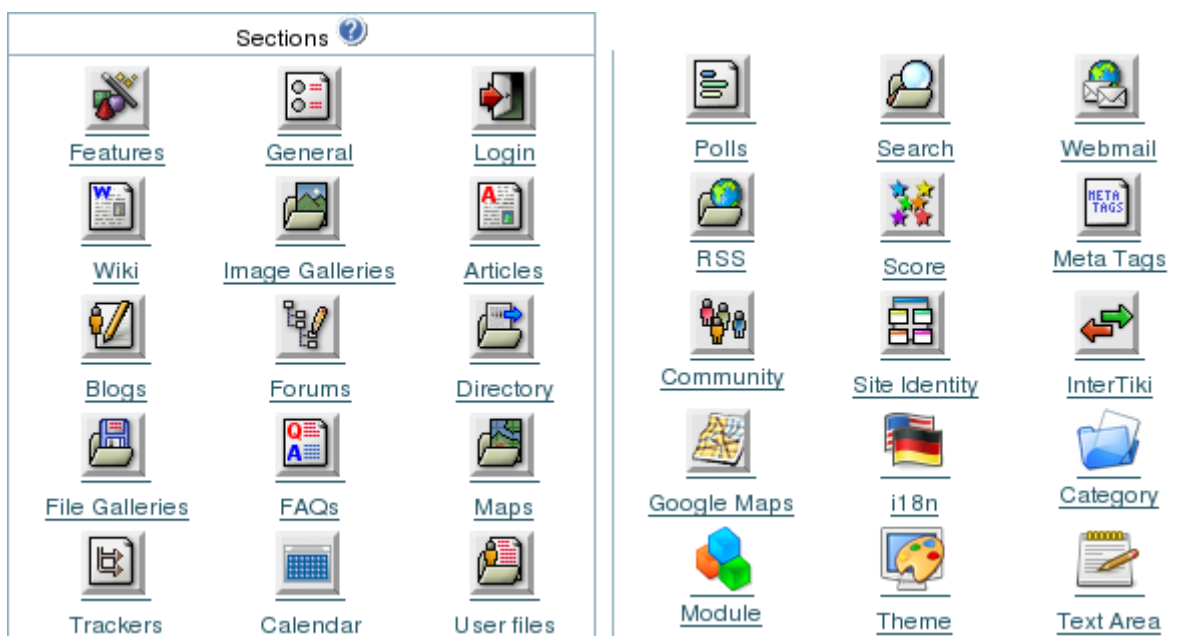 Sections ?
Features General Login
Wiki Image Galleries Articles
Blogs Forums Directory
File Galleries FAQs Maps
Trackers Calendar User files
Polls Search Webmail
META
TAGS
RSS Score Meta Tags
Community Site Identity InterTiki
Google Maps i18n Category
Module Theme Text Area
W
A
Q
A